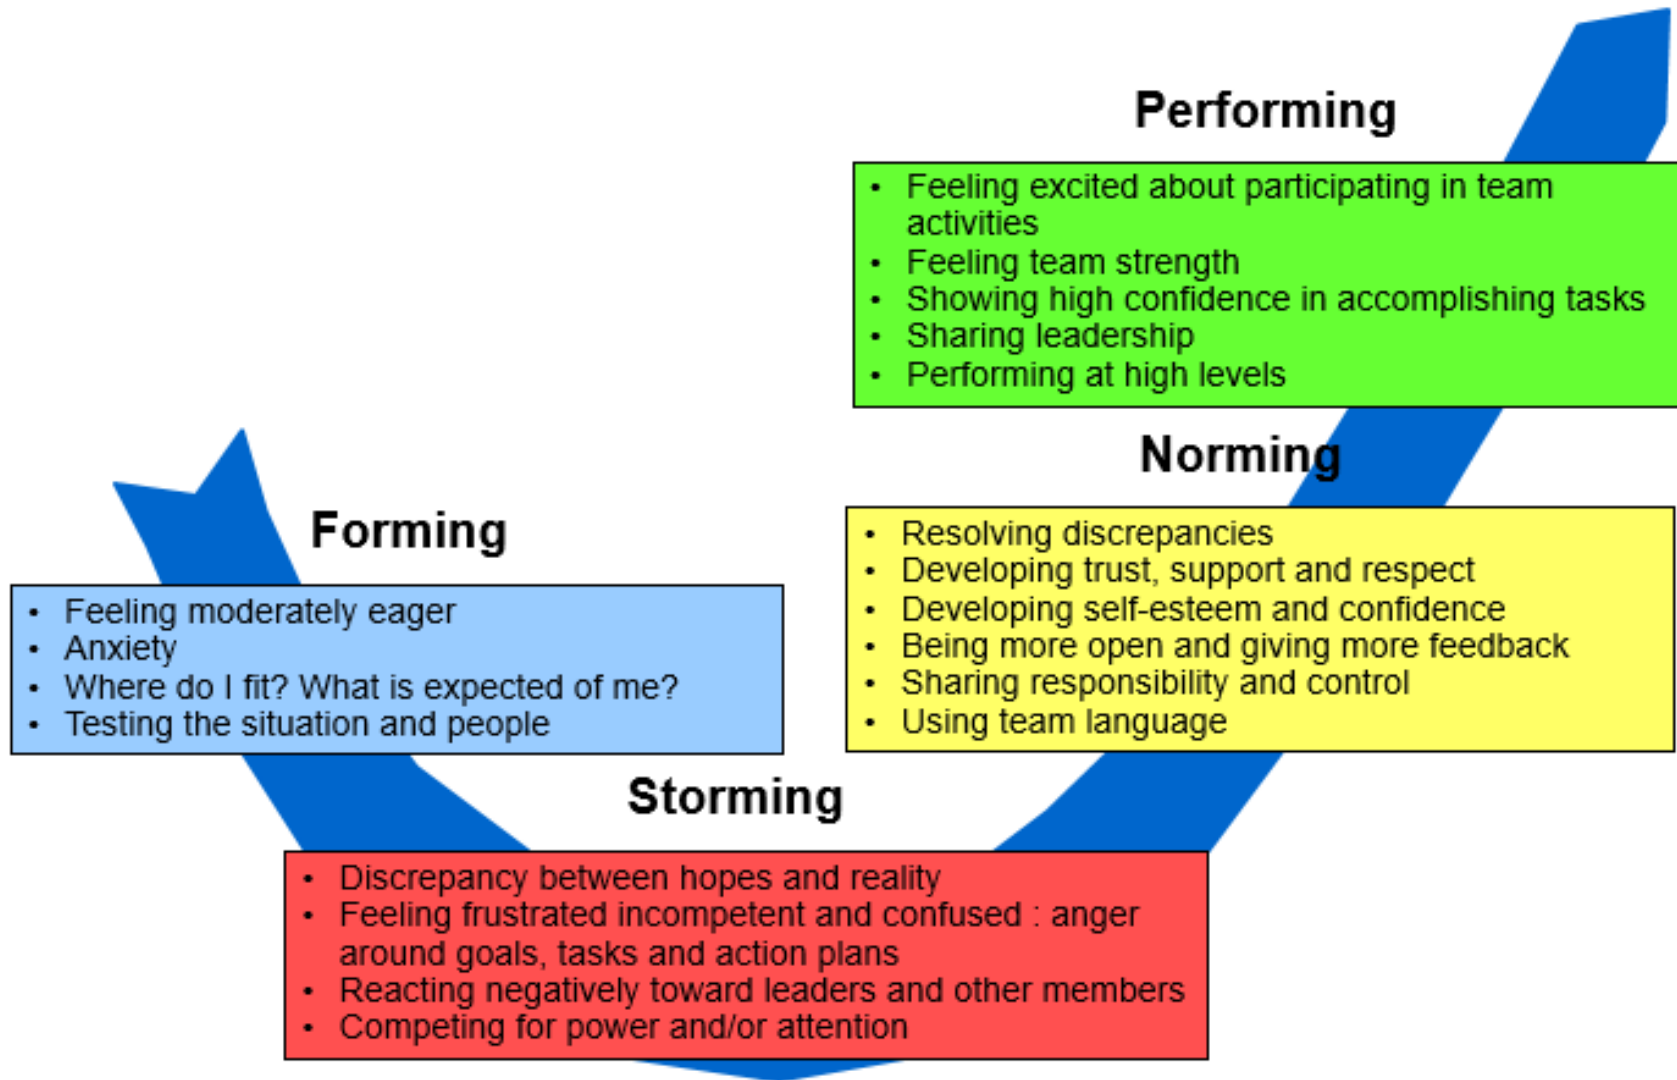 Performing
• Feeling excited about participating in team
activities
• Feeling team strength
• Showing high confidence in accomplishing tasks
• Sharing leadership
• Performing at high levels
Norming
• Resolving discrepancies
• Developing trust, support and respect
• Developing self-esteem and confidence
• Being more open and giving more feedback
• Sharing responsibility and control
• Using team language
Forming
• Feeling moderately eager
• Anxiety
• Where do I fit? What is expected of me?
• Testing the situation and people
Storming
• Discrepancy between hopes and reality
• Feeling frustrated incompetent and confused : anger
around goals, tasks and action plans
• Reacting negatively toward leaders and other members
• Competing for power and/or attention